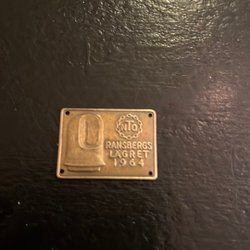 NTO
RANSBERGS
LÄGRET
1964